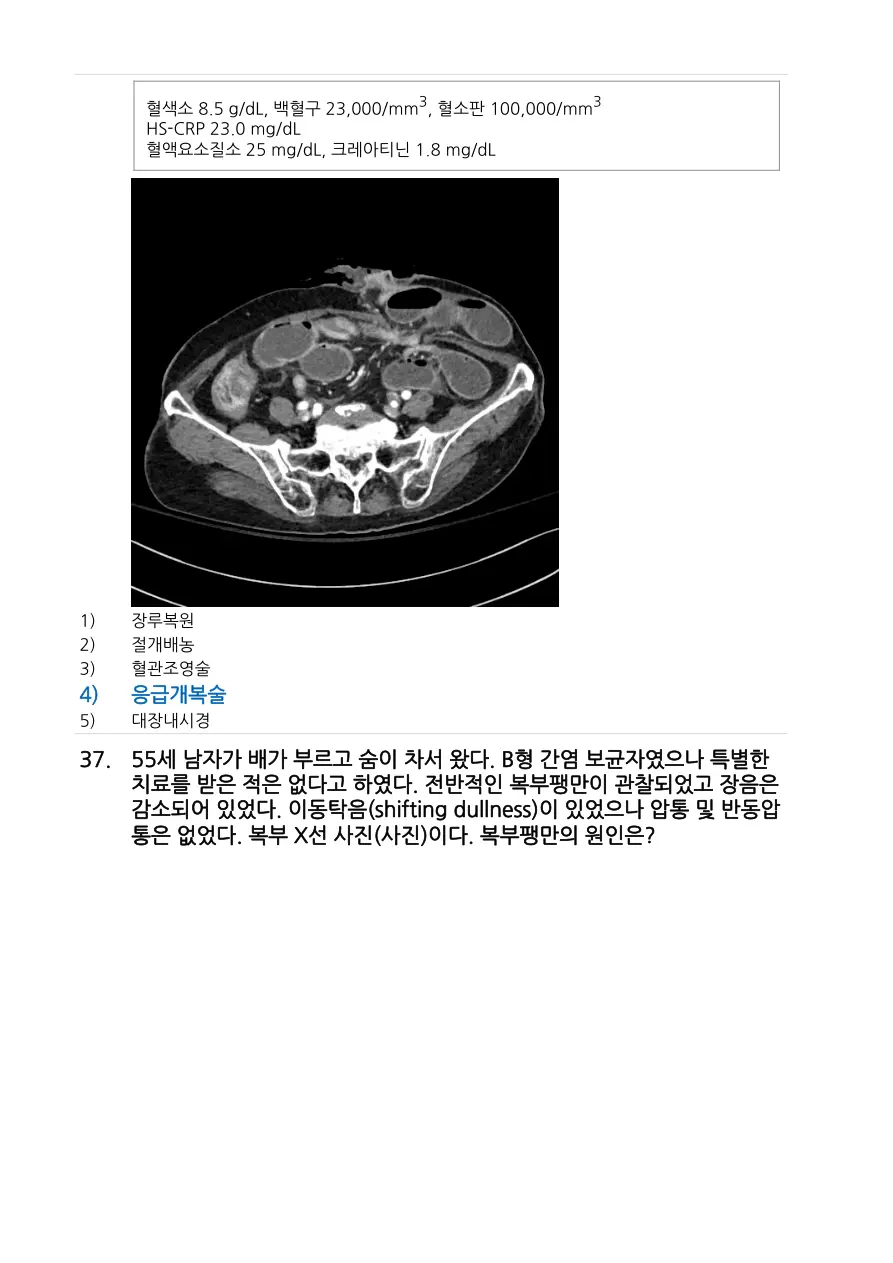 혈색소 8.5 g/dL, 백혈구 23,000/mm3, 혈소판 100,000/mm3
HS-CRP 23.0 mg/dL
혈액요소질소 25 mg/dL, 크레아티닌 1.8 mg/dL
1) 장루복원
2) 절개배농
3) 혈관조영술
4) 응급개복술
5) 대장내시경
37. 55세 남자가 배가 부르고 숨이 차서 왔다. B형 간염 보균자였으나 특별한
치료를 받은 적은 없다고 하였다. 전반적인 복부팽만이 관찰되었고 장음은
감소되어 있었다. 이동탁음(shifting dullness)이 있었으나 압통 및 반동압
통은 없었다. 복부 X선 사진(사진)이다. 복부팽만의 원인은?